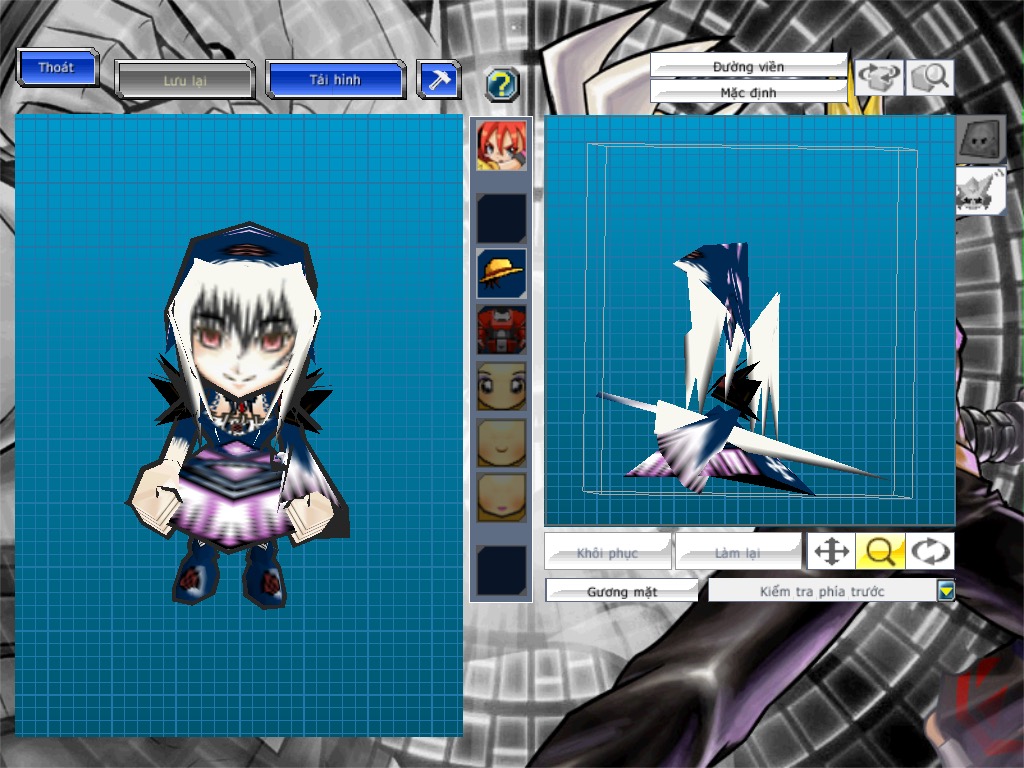 Thoát
Lưu lại
Tải hình
?
Đường viền
Mặc định
Khôi phục
Làm lại
Gương mặt
Kiểm tra phía trước